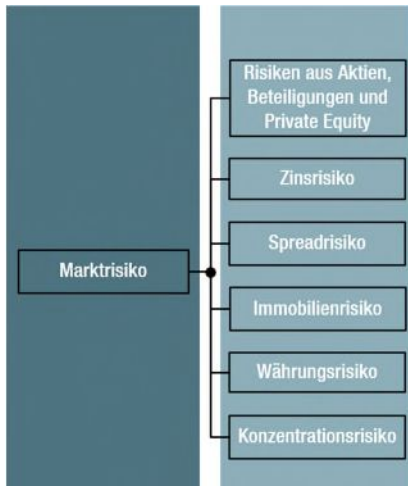 Marktrisiko
Risiken aus Aktien,
Beteiligungen und
Private Equity
Zinsrisiko
Spreadrisiko
Immobilienrisiko
Währungsrisiko
Konzentrationsrisiko